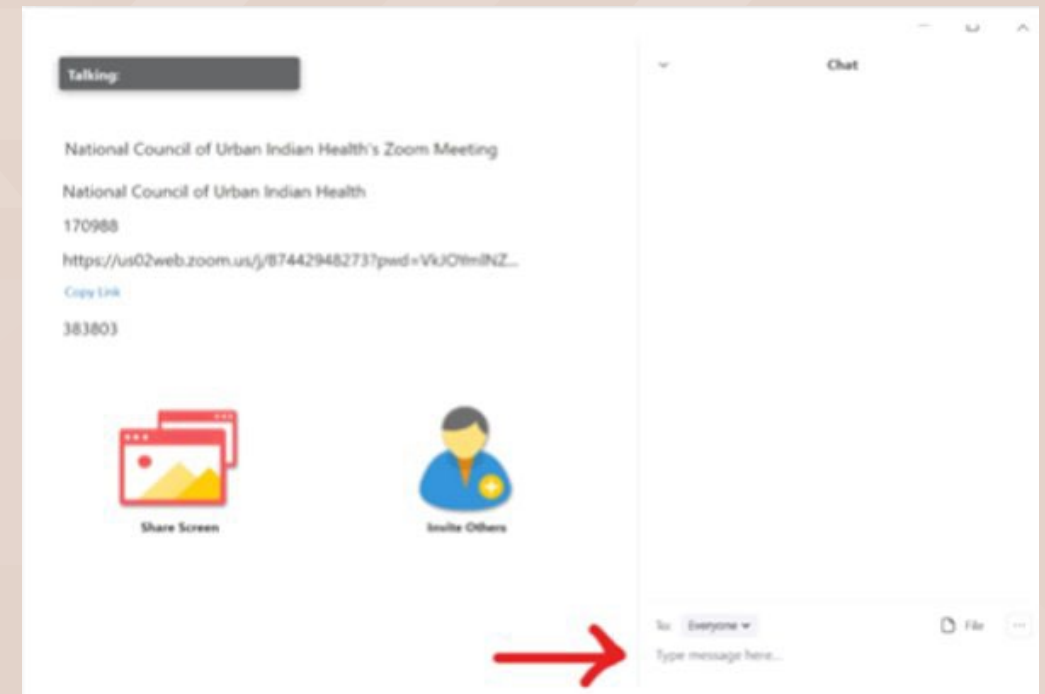 Talking:
National Council of Urban Indian Health's Zoom Meeting
National Council of Urban Indian Health
170988
https://us02web.zoom.us/j/87442948273?pwd=VkJOYmlNZ...
Copy Link
383803
Share Screen
Invite Others
Chat
To: Everyone
File
Type message here...